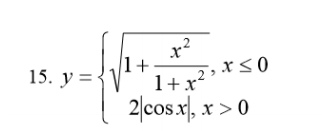 15. y = { √(1 + x²/(1 + x²)), x ≤ 0
2|cos x|, x > 0